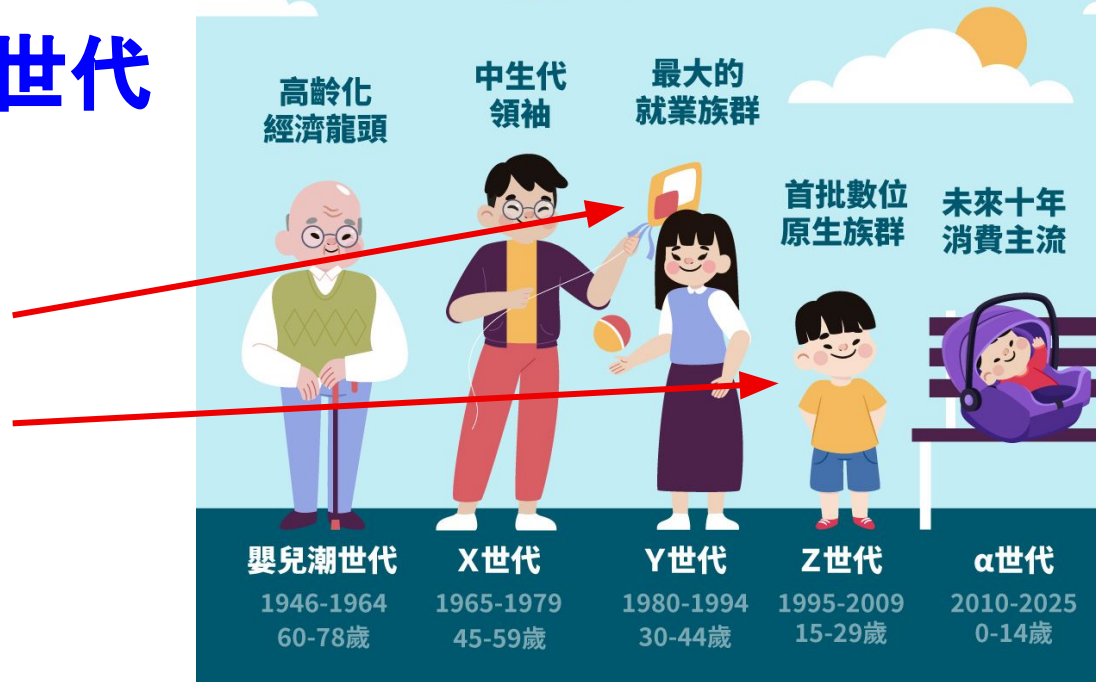 世代
高齡化
經濟龍頭
中生代
領袖
最大的
就業族群
首批數位
原生族群
未來十年
消費主流
嬰兒潮世代
1946-1964
60-78歲
X世代
1965-1979
45-59歲
Y世代
1980-1994
30-44歲
Z世代
1995-2009
15-29歲
α世代
2010-2025
0-14歲